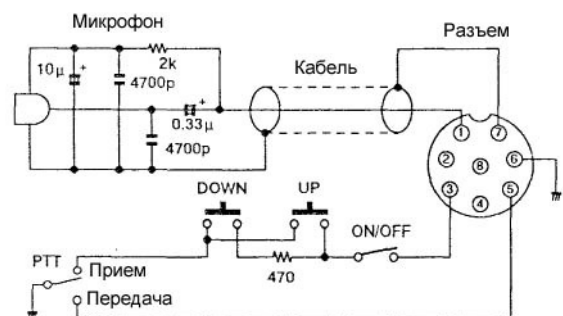 Микрофон
Разъем
10μ
+
4700p
2k
Кабель
+
0.33μ
4700p
1
7
2
8
6
3
4
5
DOWN
UP
ON/OFF
470
PTT
Прием
Передача